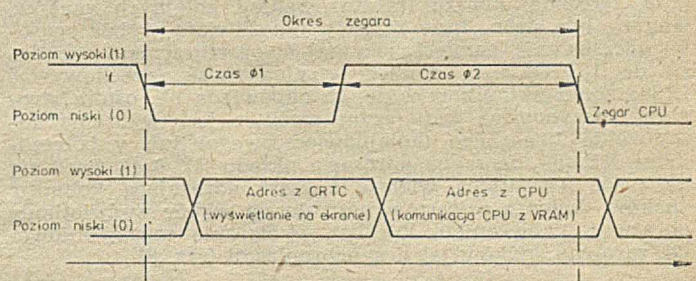 Okres zegara
Poziom wysoki (1)
Czas ϕ1
Czas ϕ2
Poziom niski (0)
Zegar CPU
Poziom wysoki (1)
Adres z CRTC
Adres z CPU
(wyświetlanie na ekranie)
(komunikacja CPU z VRAM)
Poziom niski (0)